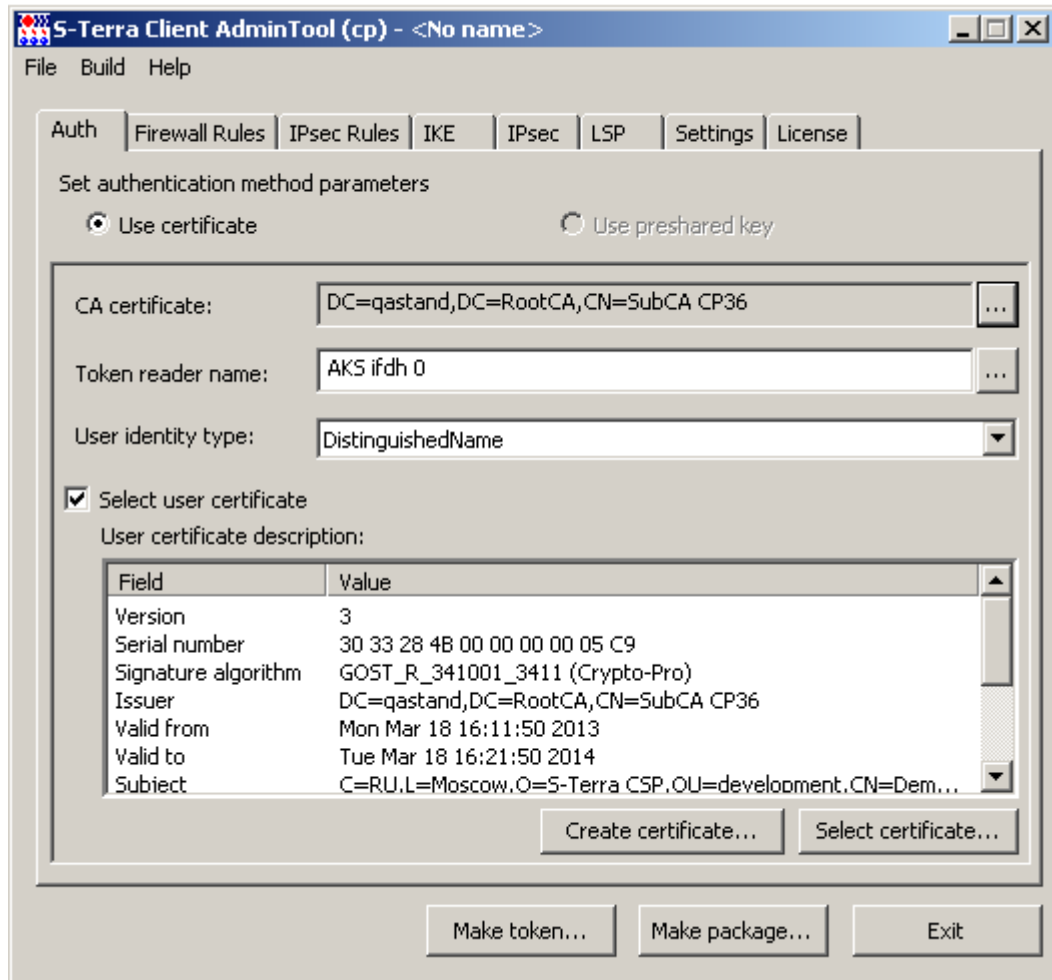 S-Terra Client AdminTool (cp) - <No name>
File Build Help
Auth Firewall Rules IPsec Rules IKE IPsec LSP Settings License
Set authentication method parameters
Use certificate Use preshared key
CA certificate: DC=qastand,DC=RootCA,CN=SubCA CP36 ...
Token reader name: AKS ifdh 0 ...
User identity type: DistinguishedName
Select user certificate
User certificate description:
Field Value
Version 3
Serial number 30 33 28 4B 00 00 00 00 05 C9
Signature algorithm GOST_R_341001_3411 (Crypto-Pro)
Issuer DC=qastand,DC=RootCA,CN=SubCA CP36
Valid from Mon Mar 18 16:11:50 2013
Valid to Tue Mar 18 16:21:50 2014
Subject C=RU,L=Moscow,O=S-Terra CSP,OU=development,CN=Dem...
Create certificate... Select certificate...
Make token... Make package... Exit